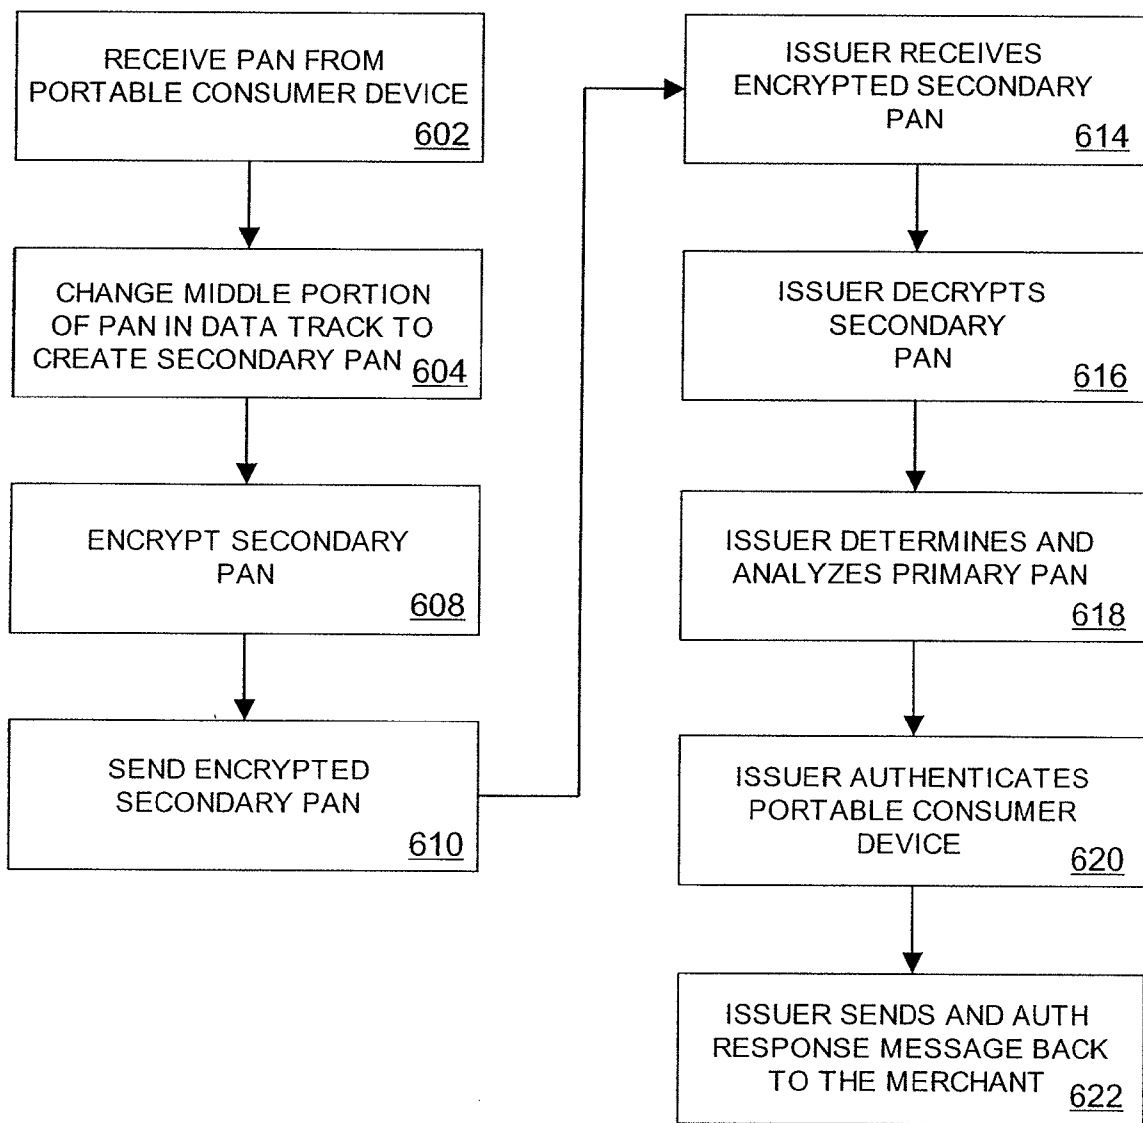 RECEIVE PAN FROM
PORTABLE CONSUMER DEVICE
602
CHANGE MIDDLE PORTION
OF PAN IN DATA TRACK TO
CREATE SECONDARY PAN 604
ENCRYPT SECONDARY
PAN
608
SEND ENCRYPTED
SECONDARY PAN
610
ISSUER RECEIVES
ENCRYPTED SECONDARY
PAN
614
ISSUER DECRYPTS
SECONDARY
PAN
616
ISSUER DETERMINES AND
ANALYZES PRIMARY PAN
618
ISSUER AUTHENTICATES
PORTABLE CONSUMER
DEVICE
620
ISSUER SENDS AND AUTH
RESPONSE MESSAGE BACK
TO THE MERCHANT
622